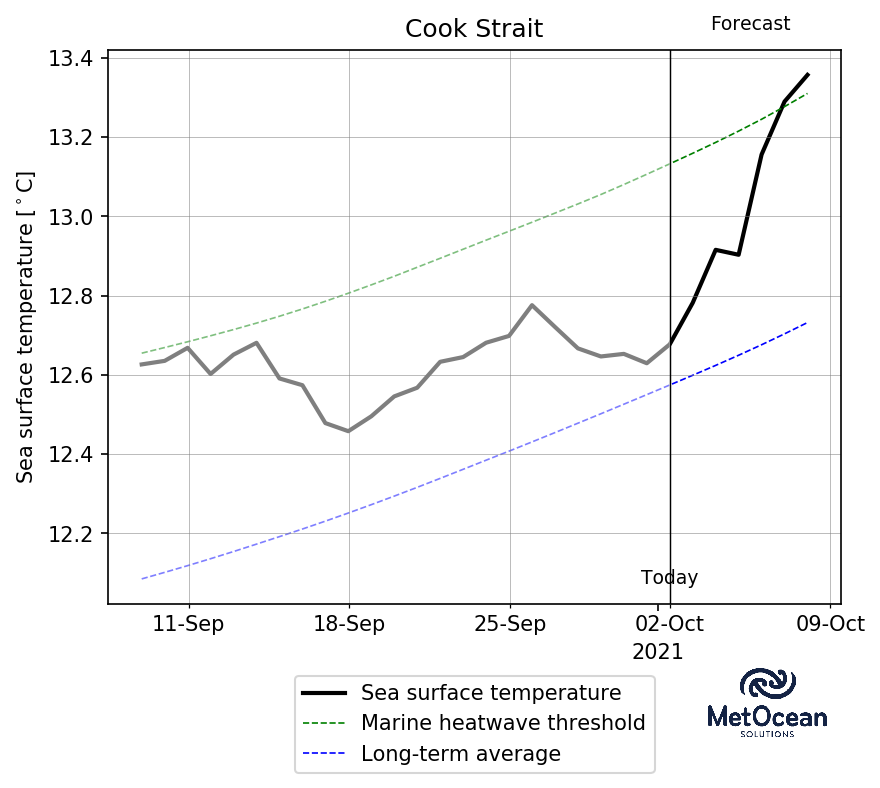 Cook Strait
Forecast
Sea surface temperature [°C]
13.4
13.2
13.0
12.8
12.6
12.4
12.2
Today
11-Sep
18-Sep
25-Sep
02-Oct
09-Oct
2021
Sea surface temperature
Marine heatwave threshold
Long-term average
MetOcean
SOLUTIONS